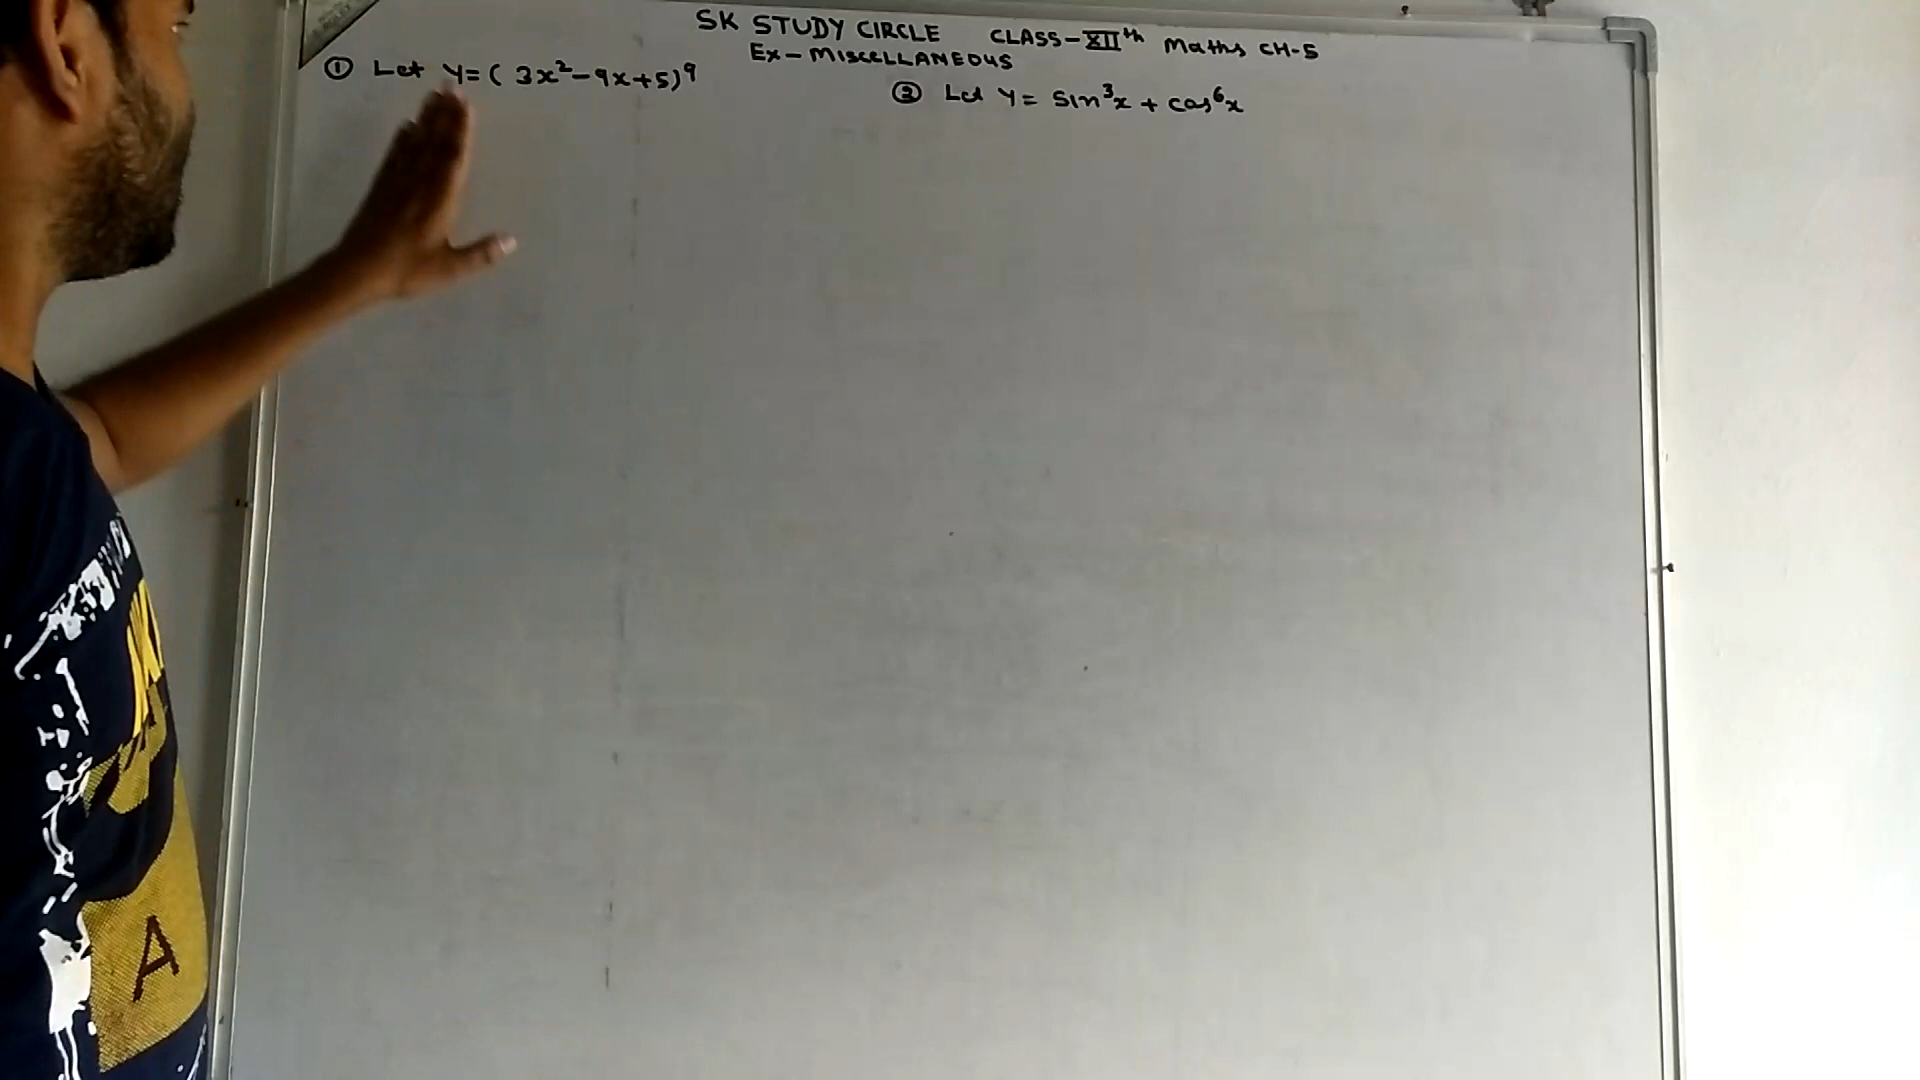 SK STUDY CIRCLE CLASS-XIIth Maths CH-5
Ex-MISCELLANEOUS
① Let y=(3x²-9x+5)⁹
② Let y= sin³x + cos⁶x
A